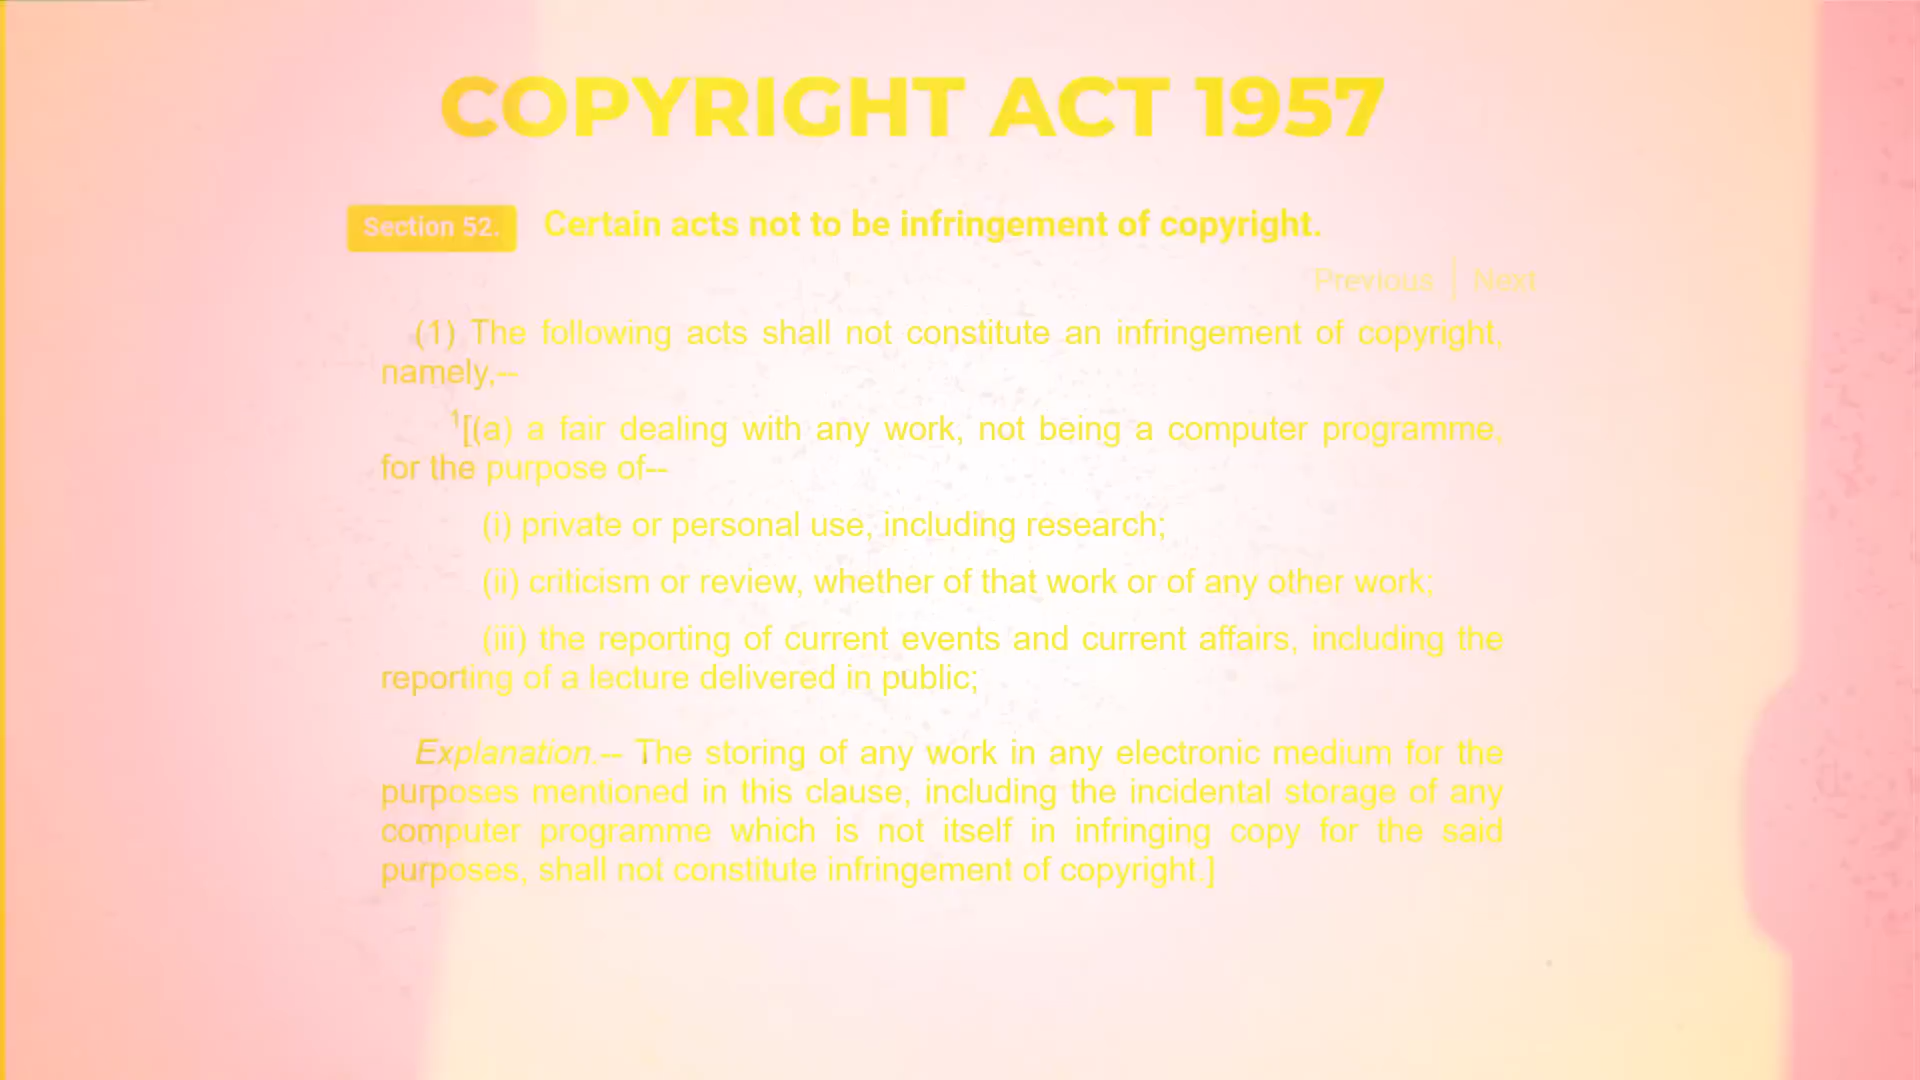 COPYRIGHT ACT 1957
Section 52. Certain acts not to be infringement of copyright.
Previous | Next
(1) The following acts shall not constitute an infringement of copyright,
namely,--
1[(a) a fair dealing with any work, not being a computer programme,
for the purpose of--
(i) private or personal use, including research;
(ii) criticism or review, whether of that work or of any other work;
(iii) the reporting of current events and current affairs, including the
reporting of a lecture delivered in public;
Explanation.-- The storing of any work in any electronic medium for the
purposes mentioned in this clause, including the incidental storage of any
computer programme which is not itself in infringing copy for the said
purposes, shall not constitute infringement of copyright.]